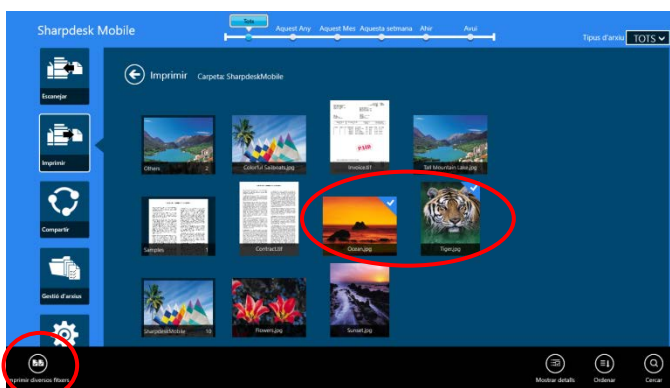 Sharpdesk Mobile
Tots
Aquest Any
Aquest Mes
Aquesta setmana
Ahir
Avui
Tipus d'arxiu
TOTS
Escanejar
Imprimir
Compartir
Gestió d'arxius
Imprimir
Carpeta: SharpdeskMobile
Others 2
Colorful Sailboats.jpg
PAID
Invoice.tif
Tall Mountain Lake.jpg
Samples
Contract.tif
Ocean.jpg
Tiger.jpg
SharpdeskMobile 10
Flowers.jpg
Sunset.jpg
Imprimir diversos fitxers
Mostrar detalls
Ordenar
Cercar